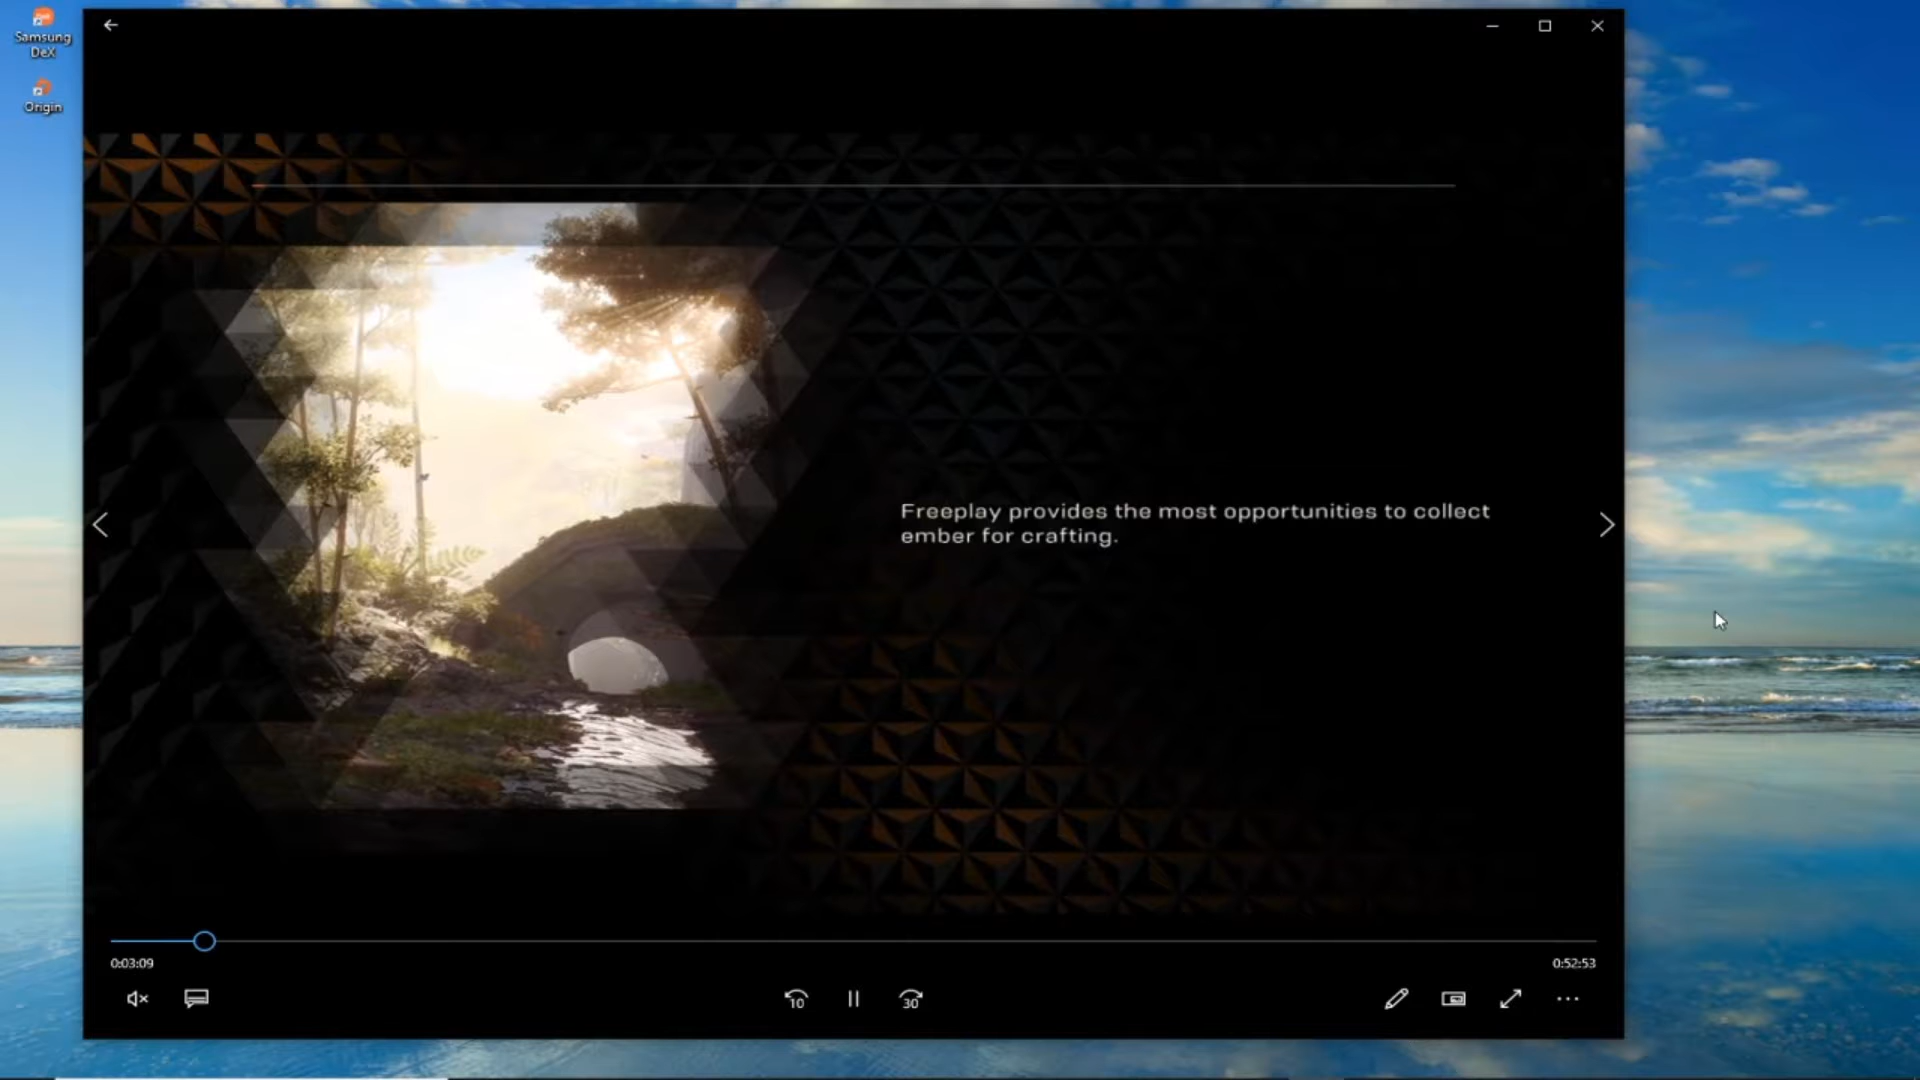 Samsung
DeX
Origin
Freeplay provides the most opportunities to collect
ember for crafting.
0:03:09
0:52:53
10
30